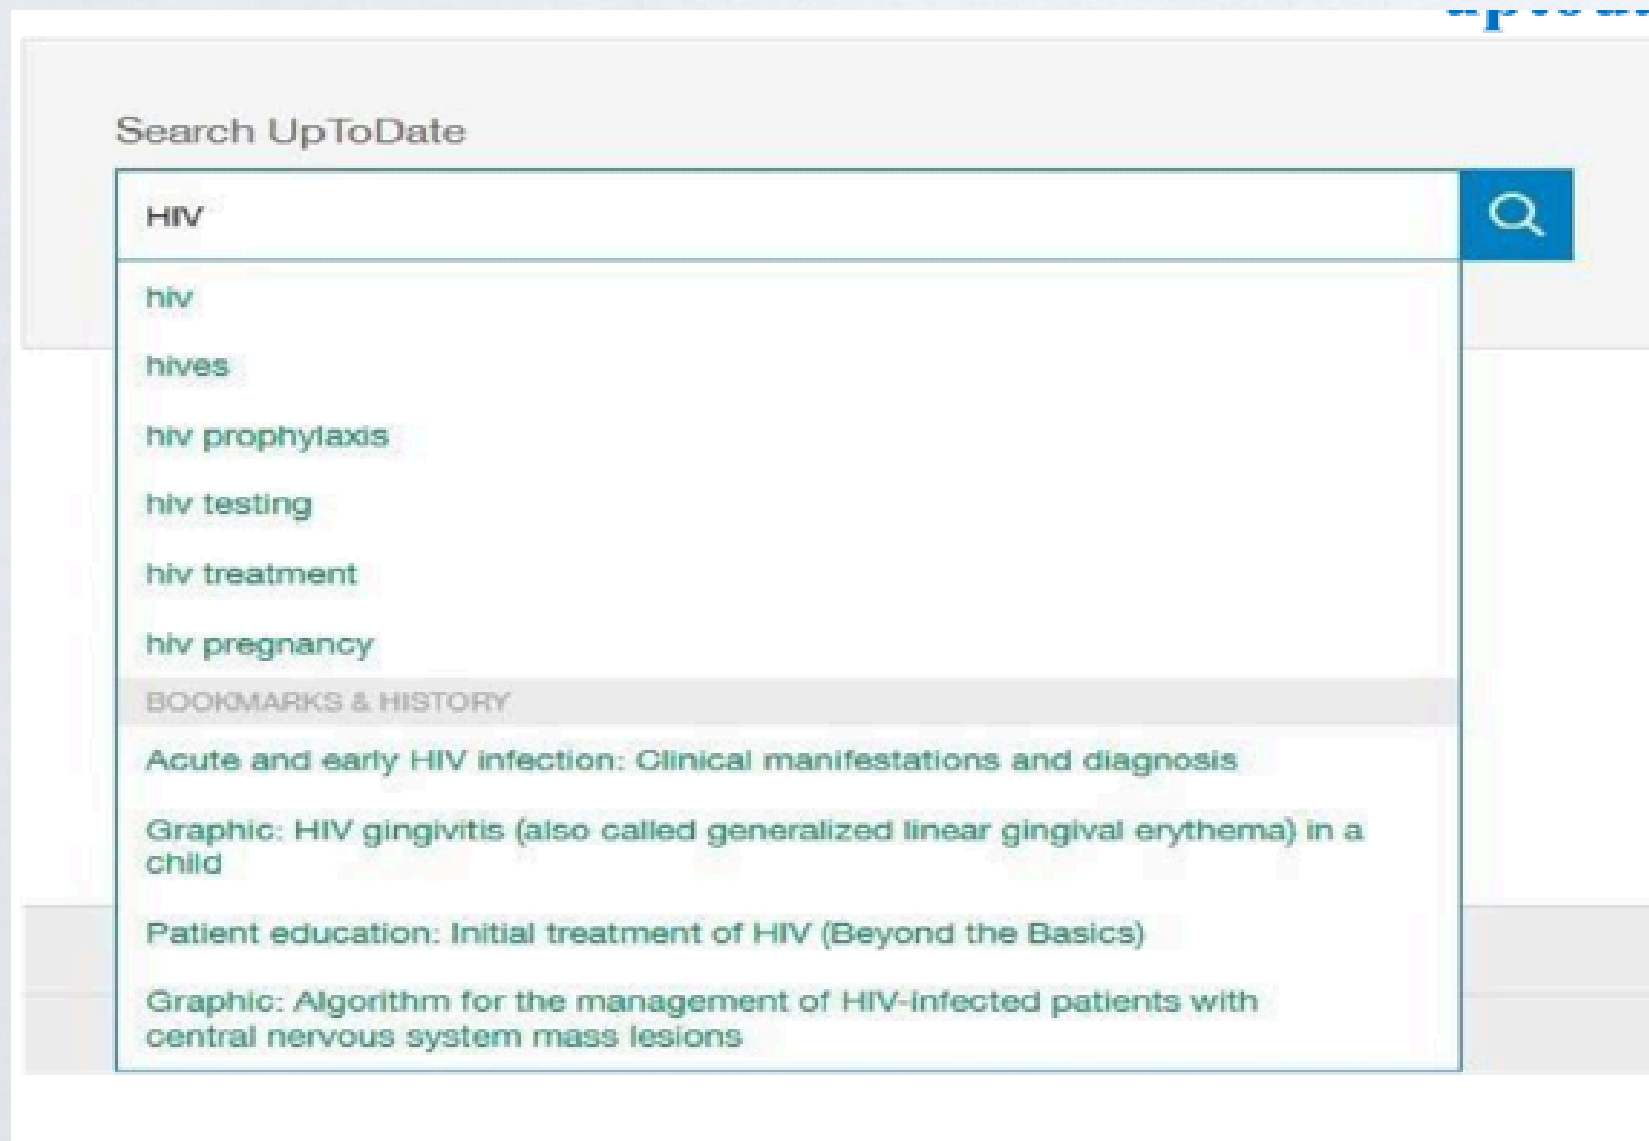 Search UpToDate
HIV
hiv
hives
hiv prophylaxis
hiv testing
hiv treatment
hiv pregnancy
BOOKMARKS & HISTORY
Acute and early HIV infection: Clinical manifestations and diagnosis
Graphic: HIV gingivitis (also called generalized linear gingival erythema) in a
child
Patient education: Initial treatment of HIV (Beyond the Basics)
Graphic: Algorithm for the management of HIV-infected patients with
central nervous system mass lesions